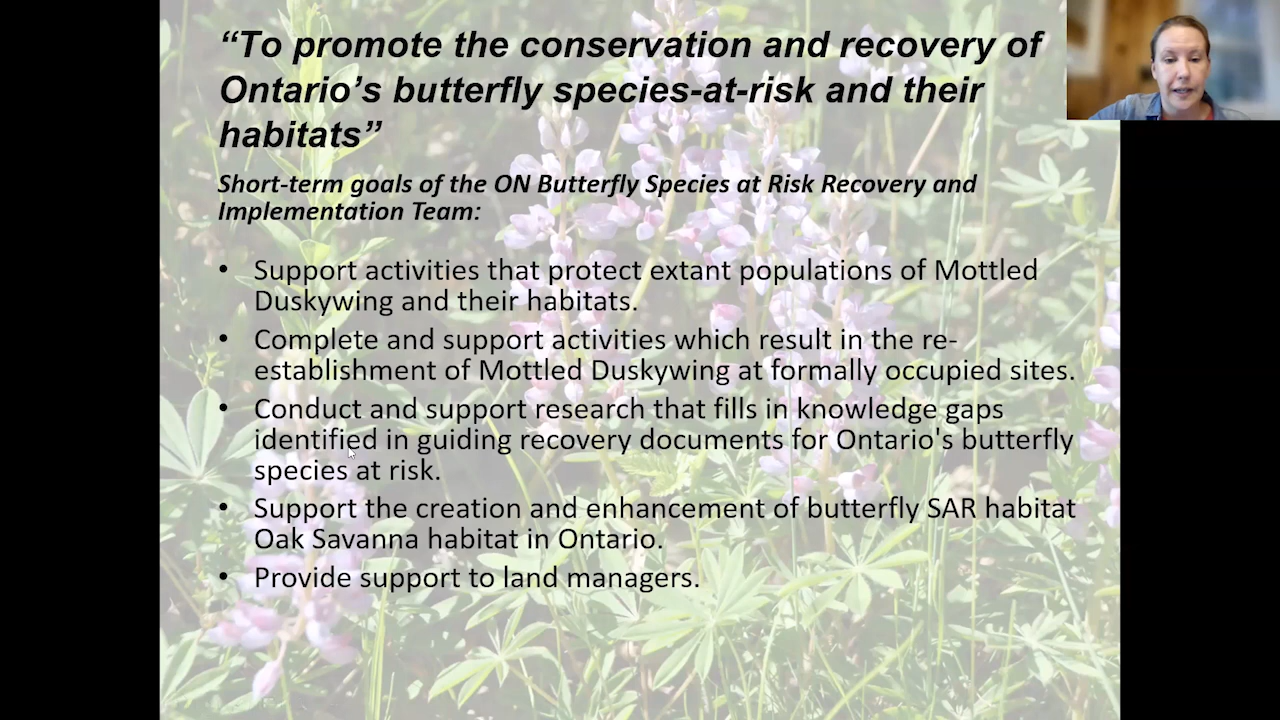 “To promote the conservation and recovery of
Ontario’s butterfly species-at-risk and their
habitats”
Short-term goals of the ON Butterfly Species at Risk Recovery and
Implementation Team:
• Support activities that protect extant populations of Mottled
Duskywing and their habitats.
• Complete and support activities which result in the re-
establishment of Mottled Duskywing at formally occupied sites.
• Conduct and support research that fills in knowledge gaps
identified in guiding recovery documents for Ontario's butterfly
species at risk.
• Support the creation and enhancement of butterfly SAR habitat
Oak Savanna habitat in Ontario.
• Provide support to land managers.